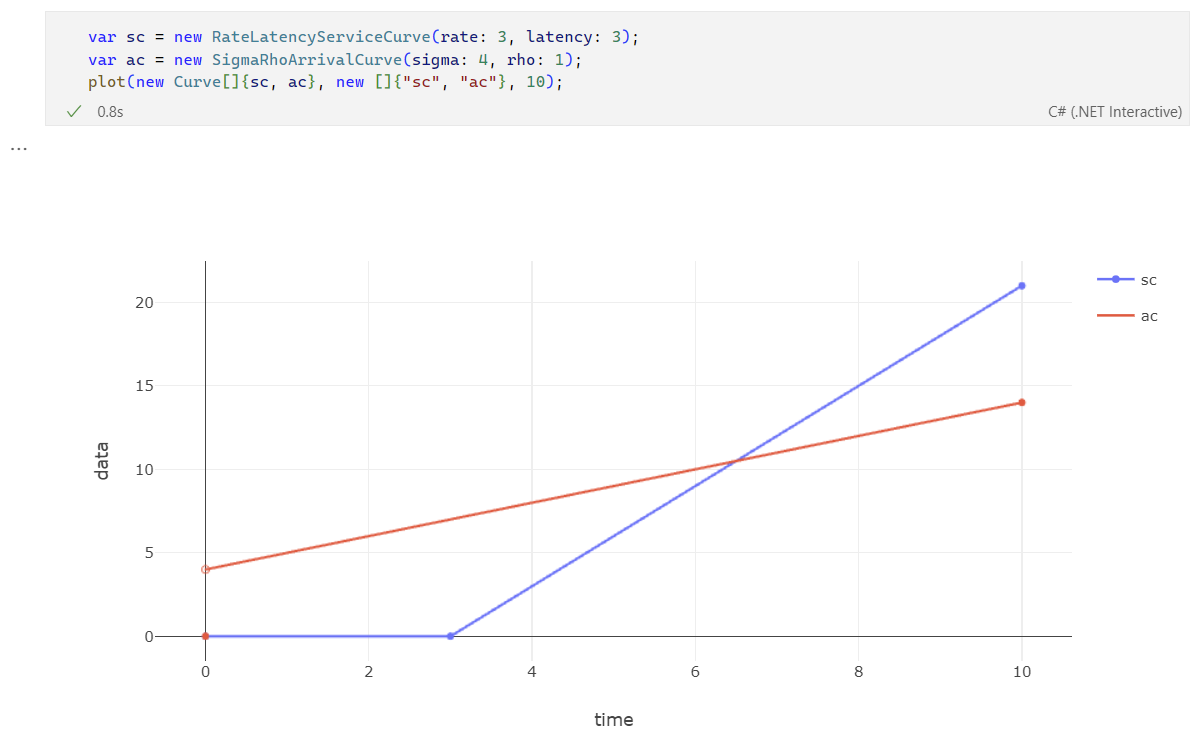 var sc = new RateLatencyServiceCurve(rate: 3, latency: 3);
var ac = new SigmaRhoArrivalCurve(sigma: 4, rho: 1);
plot(new Curve[]{sc, ac}, new []{"sc", "ac"}, 10);
✓ 0.8s C# (.NET Interactive)
...
sc
ac
20
15
10
5
0
data
0 2 4 6 8 10
time